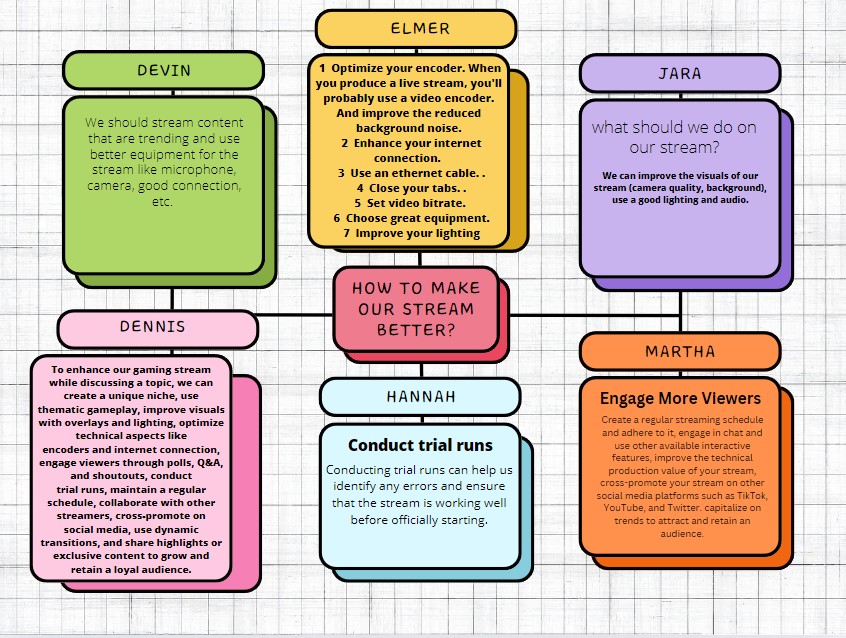 ELMER
1 Optimize your encoder. When
you produce a live stream, you'll
probably use a video encoder.
And improve the reduced
background noise.
2 Enhance your internet
connection.
3 Use an ethernet cable. .
4 Close your tabs. .
5 Set video bitrate.
6 Choose great equipment.
7 Improve your lighting
DEVIN
We should stream content
that are trending and use
better equipment for the
stream like microphone,
camera, good connection,
etc.
JARA
what should we do on
our stream?
We can improve the visuals of our
stream (camera quality, background),
use a good lighting and audio.
HOW TO MAKE
OUR STREAM
BETTER?
DENNIS
To enhance our gaming stream
while discussing a topic, we can
create a unique niche, use
thematic gameplay, improve visuals
with overlays and lighting, optimize
technical aspects like
encoders and internet connection,
engage viewers through polls, Q&A,
and shoutouts, conduct
trial runs, maintain a regular
schedule, collaborate with other
streamers, cross-promote on
social media, use dynamic
transitions, and share highlights or
exclusive content to grow and
retain a loyal audience.
HANNAH
Conduct trial runs
Conducting trial runs can help us
identify any errors and ensure
that the stream is working well
before officially starting.
MARTHA
Engage More Viewers
Create a regular streaming schedule
and adhere to it, engage in chat and
use other available interactive
features, improve the technical
production value of your stream,
cross-promote your stream on other
social media platforms such as TikTok,
YouTube, and Twitter. capitalize on
trends to attract and retain an
audience.